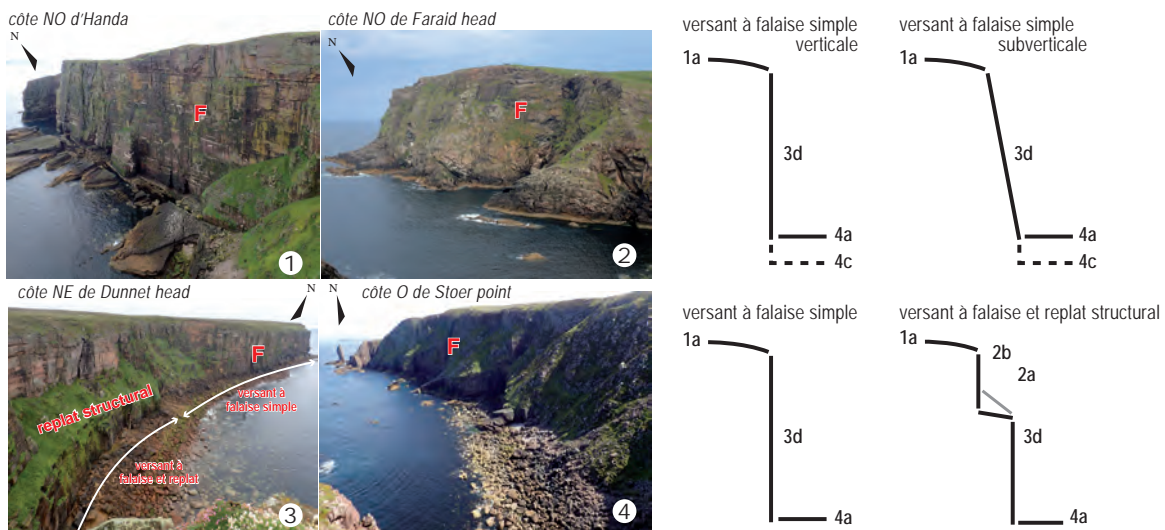 côte NO d'Handa
N
F
1
côte NO de Faraid head
N
F
2
côte NE de Dunnet head
N
F
replat structural
versant à
falaise simple
versant à
falaise et replat
3
côte O de Stoer point
N
F
4
versant à falaise simple
verticale
1a
3d
4a
4c
versant à falaise simple
subverticale
1a
3d
4a
4c
versant à falaise simple
1a
3d
4a
versant à falaise et replat structural
1a
2b
2a
3d
4a